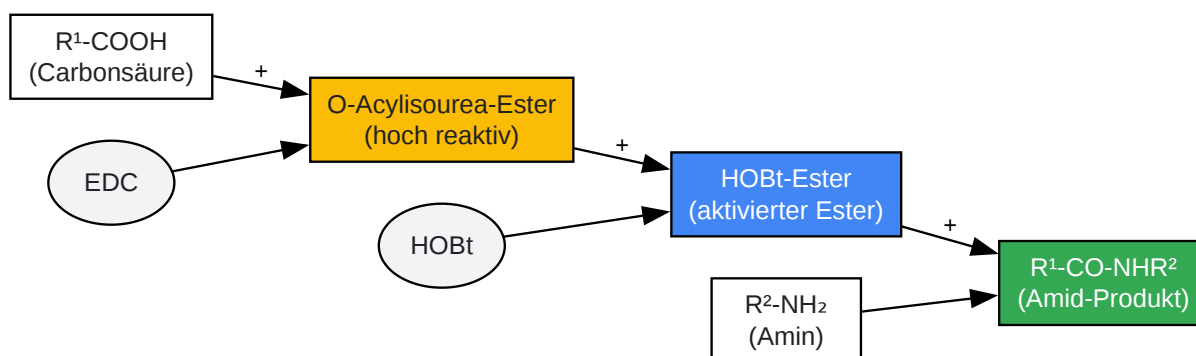 R¹-COOH
(Carbonsäure)
+
EDC
O-Acylisourea-Ester
(hoch reaktiv)
+
HOBt
HOBt-Ester
(aktivierter Ester)
+
R²-NH₂
(Amin)
R¹-CO-NHR²
(Amid-Produkt)